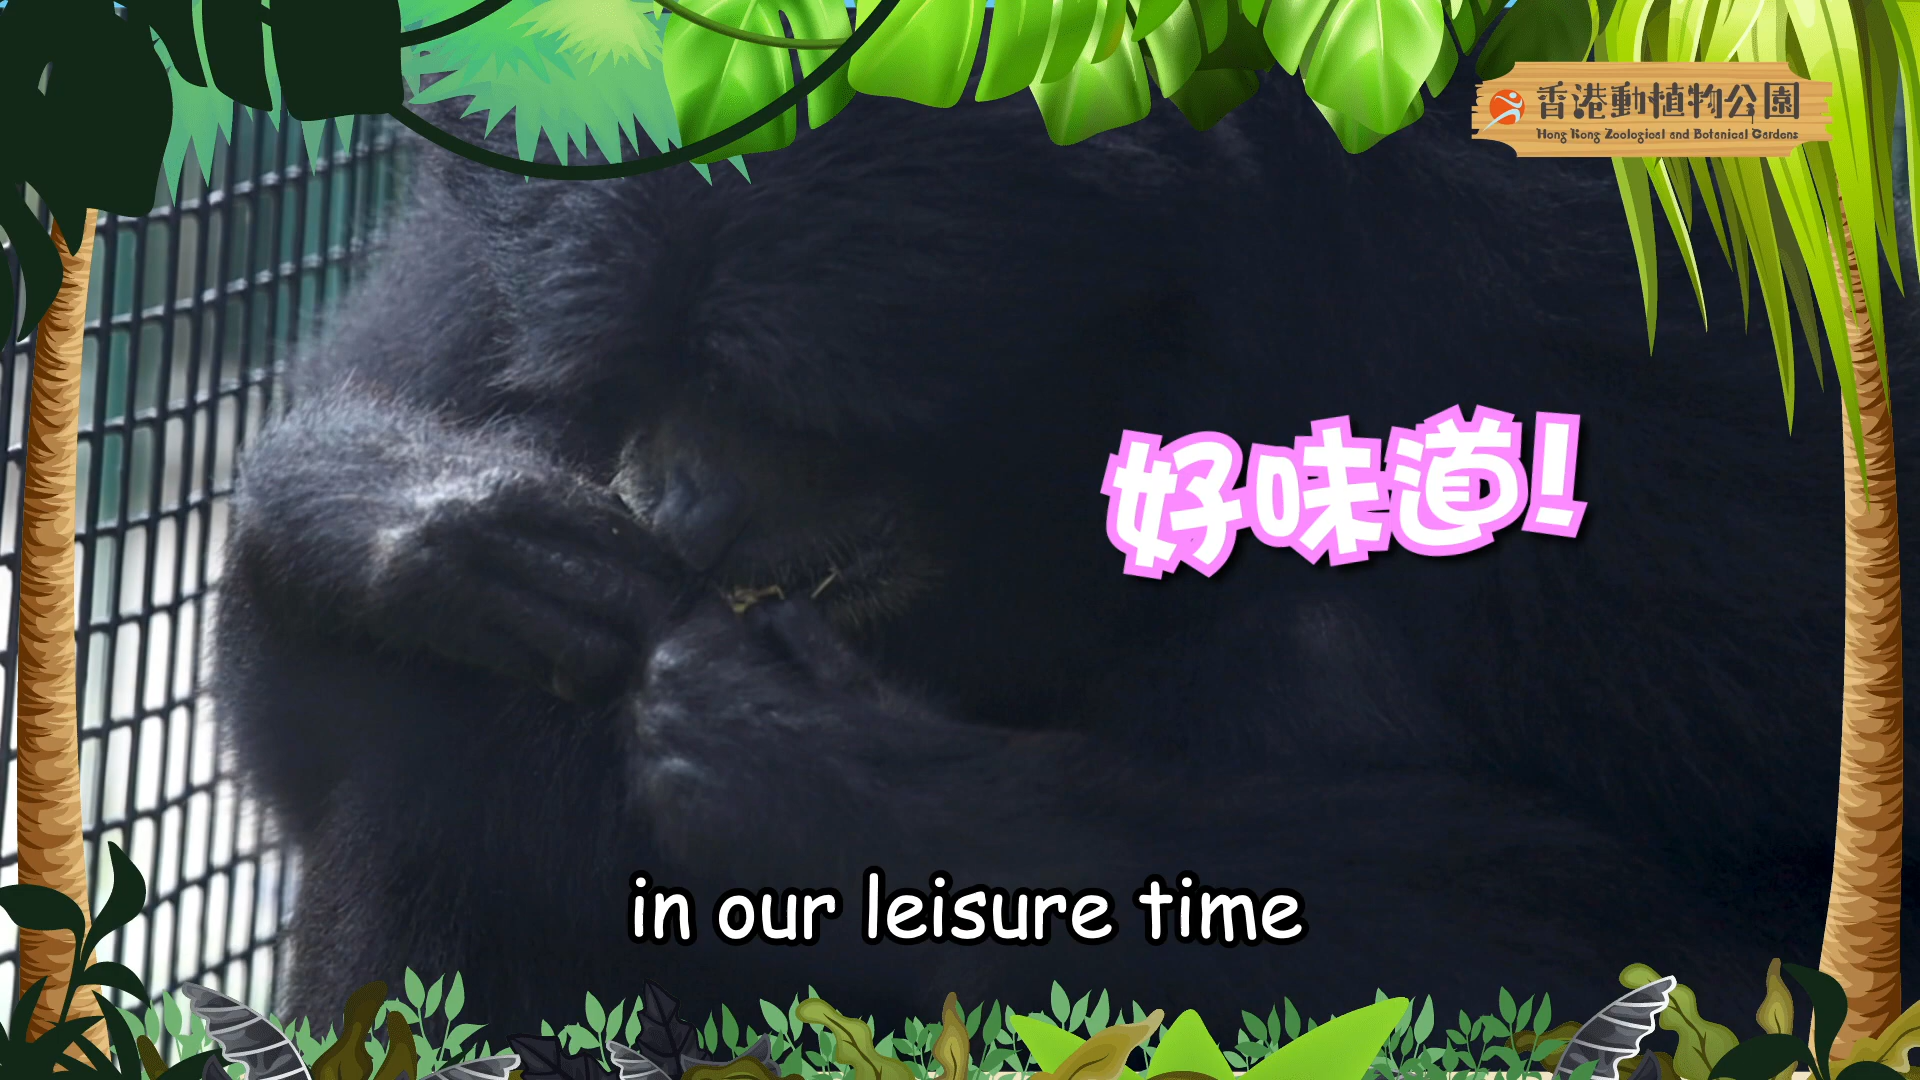 香港動植物公園
Hong Kong Zoological and Botanical Gardens
好味道!
in our leisure time